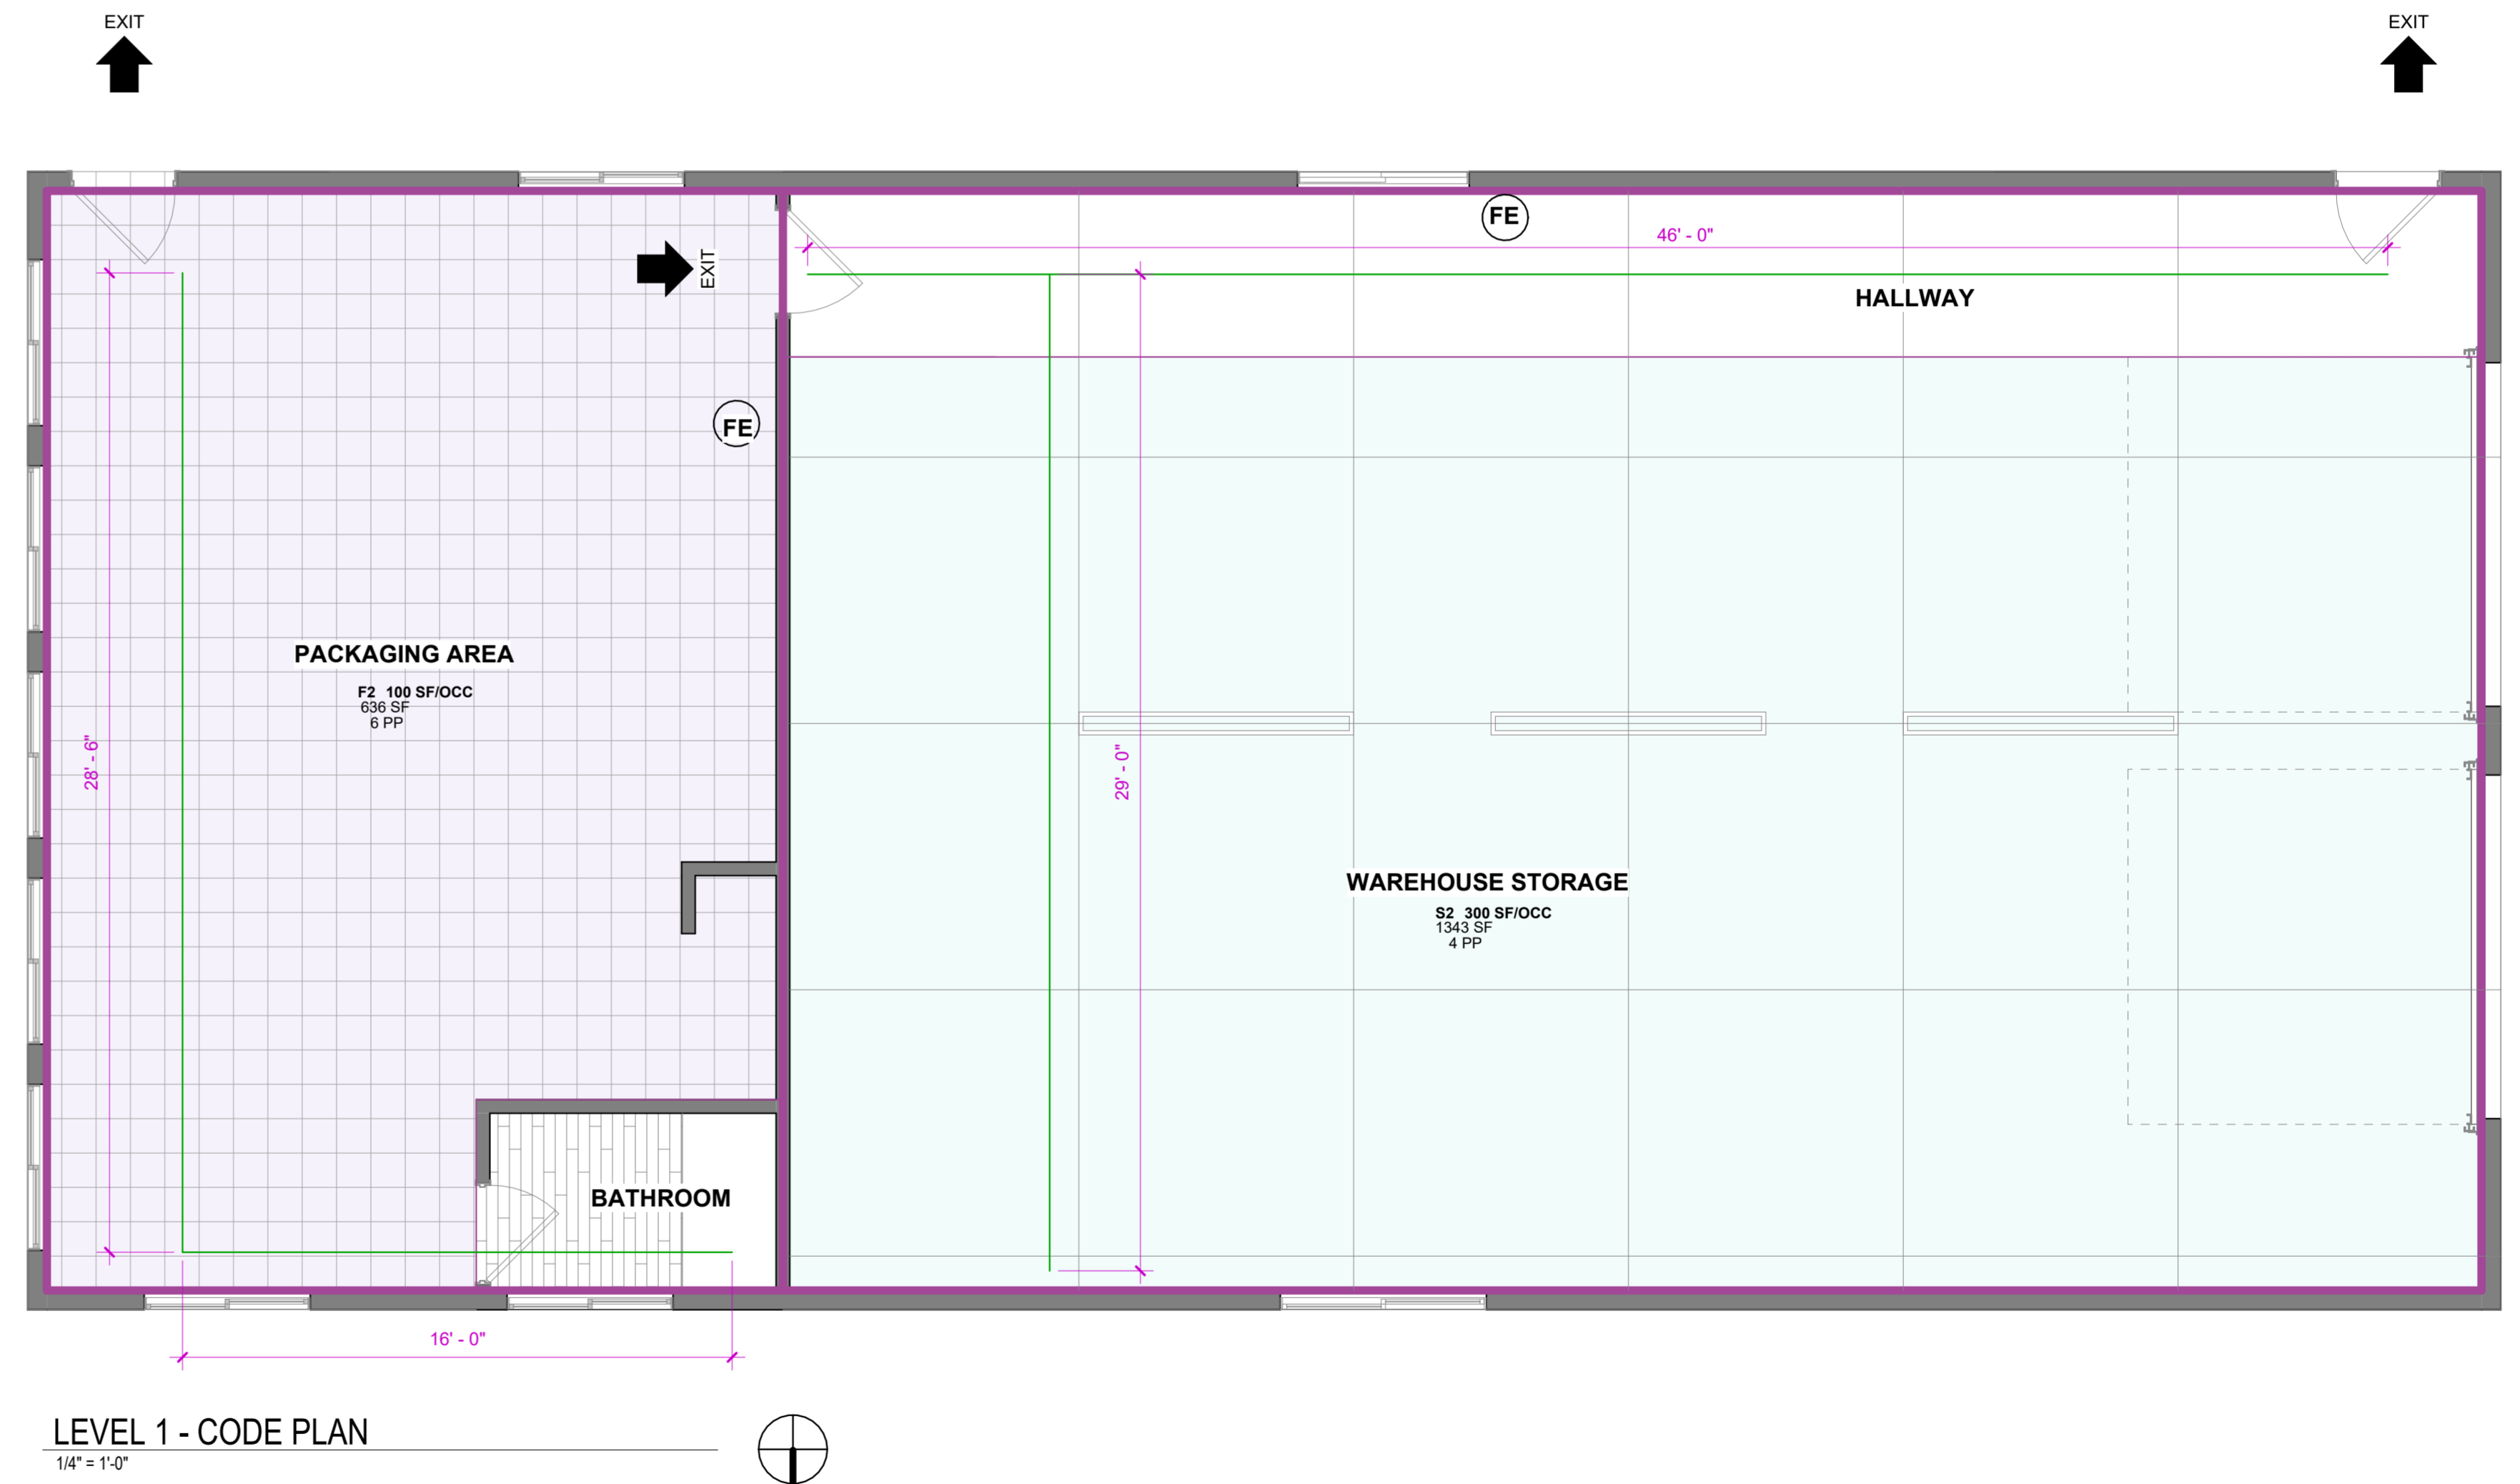 EXIT
EXIT
FE
46' - 0"
EXIT
HALLWAY
FE
PACKAGING AREA
F2 100 SF/OCC
636 SF
6 PP
28' - 6"
29' - 0"
WAREHOUSE STORAGE
S2 300 SF/OCC
1343 SF
4 PP
BATHROOM
16' - 0"
LEVEL 1 - CODE PLAN
1/4" = 1'-0"